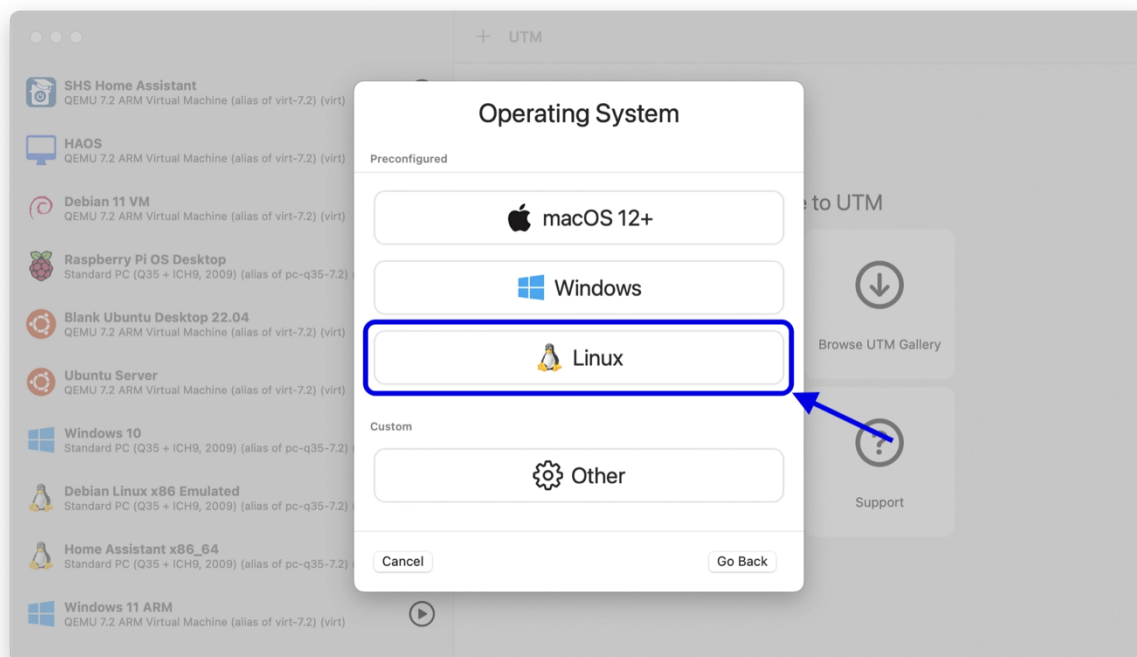 UTM
SHS Home Assistant
QEMU 7.2 ARM Virtual Machine (alias of virt-7.2) (virt)
HAOS
QEMU 7.2 ARM Virtual Machine (alias of virt-7.2) (virt)
Debian 11 VM
QEMU 7.2 ARM Virtual Machine (alias of virt-7.2) (virt)
Raspberry Pi OS Desktop
Standard PC (Q35 + ICH9, 2009) (alias of pc-q35-7.2)
Blank Ubuntu Desktop 22.04
QEMU 7.2 ARM Virtual Machine (alias of virt-7.2) (virt)
Ubuntu Server
QEMU 7.2 ARM Virtual Machine (alias of virt-7.2) (virt)
Windows 10
Standard PC (Q35 + ICH9, 2009) (alias of pc-q35-7.2)
Debian Linux x86 Emulated
Standard PC (Q35 + ICH9, 2009) (alias of pc-q35-7.2)
Home Assistant x86_64
Standard PC (Q35 + ICH9, 2009) (alias of pc-q35-7.2)
Windows 11 ARM
QEMU 7.2 ARM Virtual Machine (alias of virt-7.2) (virt)
Operating System
Preconfigured
macOS 12+
Windows
Linux
Custom
Other
Cancel
Go Back
to UTM
Browse UTM Gallery
Support